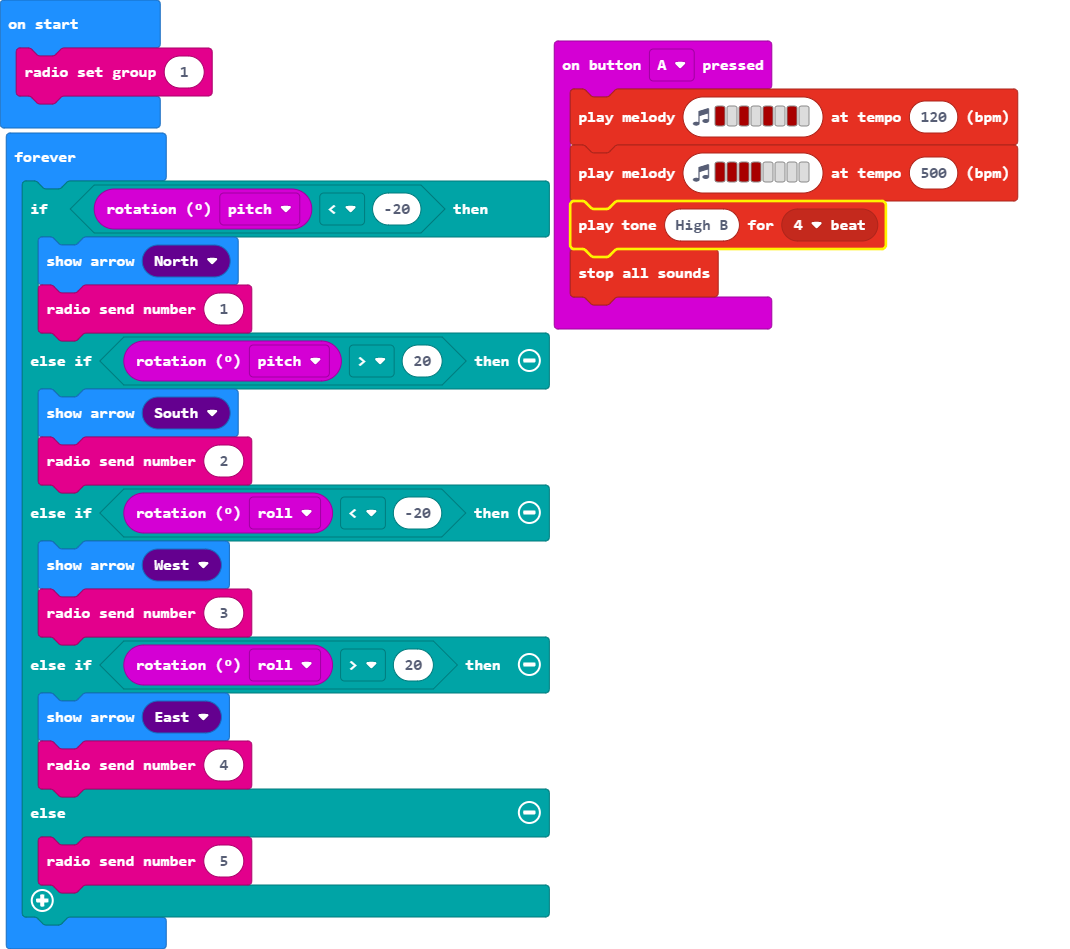 on start
radio set group 1
forever
if rotation (º) pitch < -20 then
show arrow North
radio send number 1
else if rotation (º) pitch > 20 then
show arrow South
radio send number 2
else if rotation (º) roll < -20 then
show arrow West
radio send number 3
else if rotation (º) roll > 20 then
show arrow East
radio send number 4
else
radio send number 5
on button A pressed
play melody at tempo 120 (bpm)
play melody at tempo 500 (bpm)
play tone High B for 4 beat
stop all sounds